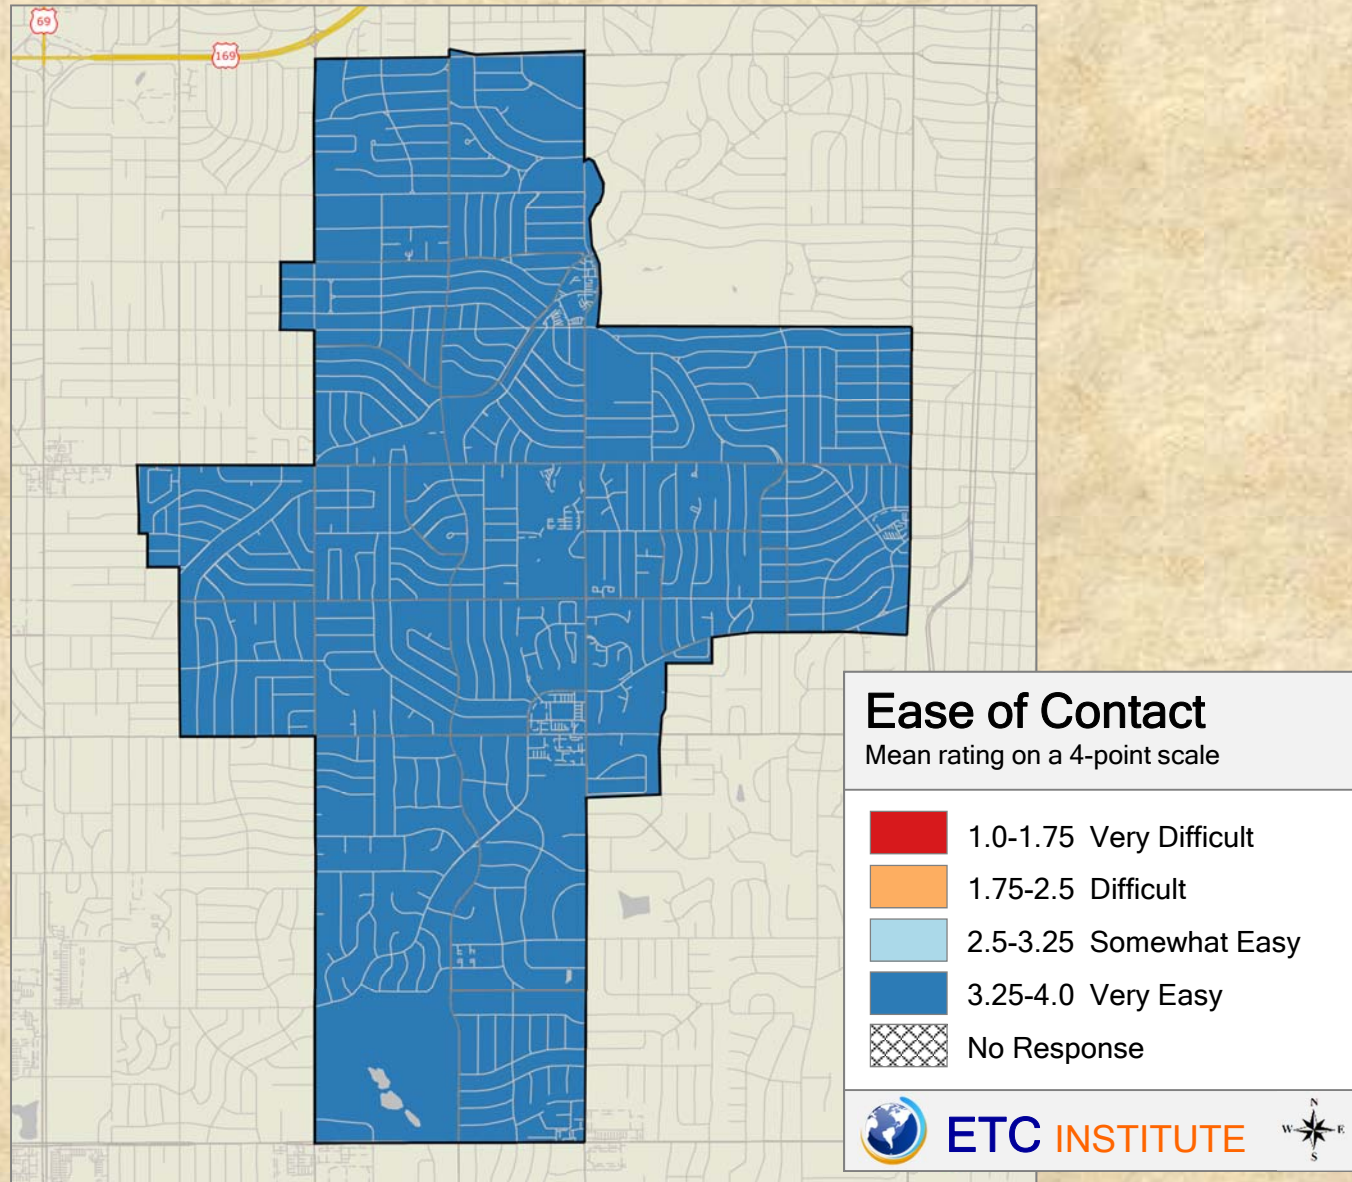 69
169
Ease of Contact
Mean rating on a 4-point scale
1.0-1.75 Very Difficult
1.75-2.5 Difficult
2.5-3.25 Somewhat Easy
3.25-4.0 Very Easy
No Response
ETC INSTITUTE
N
W E
S